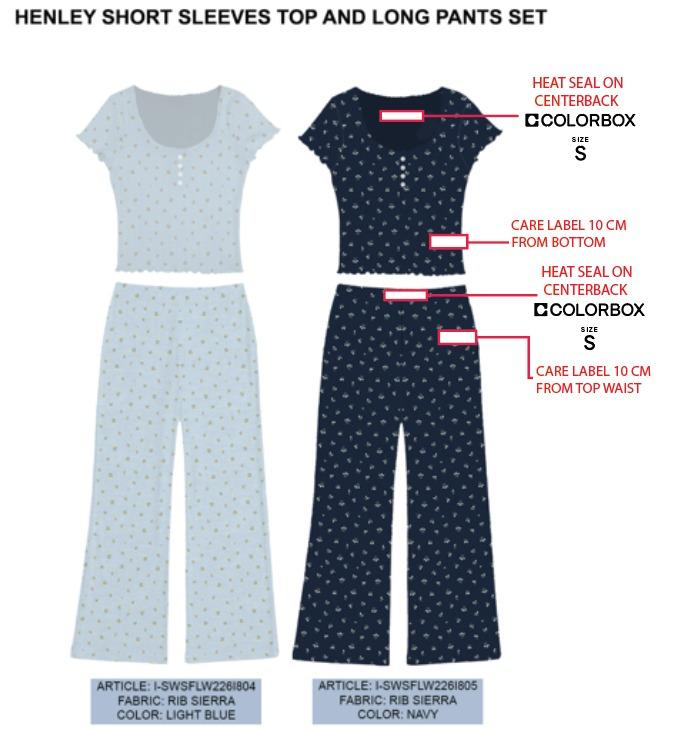 HENLEY SHORT SLEEVES TOP AND LONG PANTS SET
HEAT SEAL ON
CENTERBACK
COLORBOX
SIZE
S
CARE LABEL 10 CM
FROM BOTTOM
HEAT SEAL ON
CENTERBACK
COLORBOX
SIZE
S
CARE LABEL 10 CM
FROM TOP WAIST
ARTICLE: I-SWSFLW226I804
FABRIC: RIB SIERRA
COLOR: LIGHT BLUE
ARTICLE: I-SWSFLW226I805
FABRIC: RIB SIERRA
COLOR: NAVY